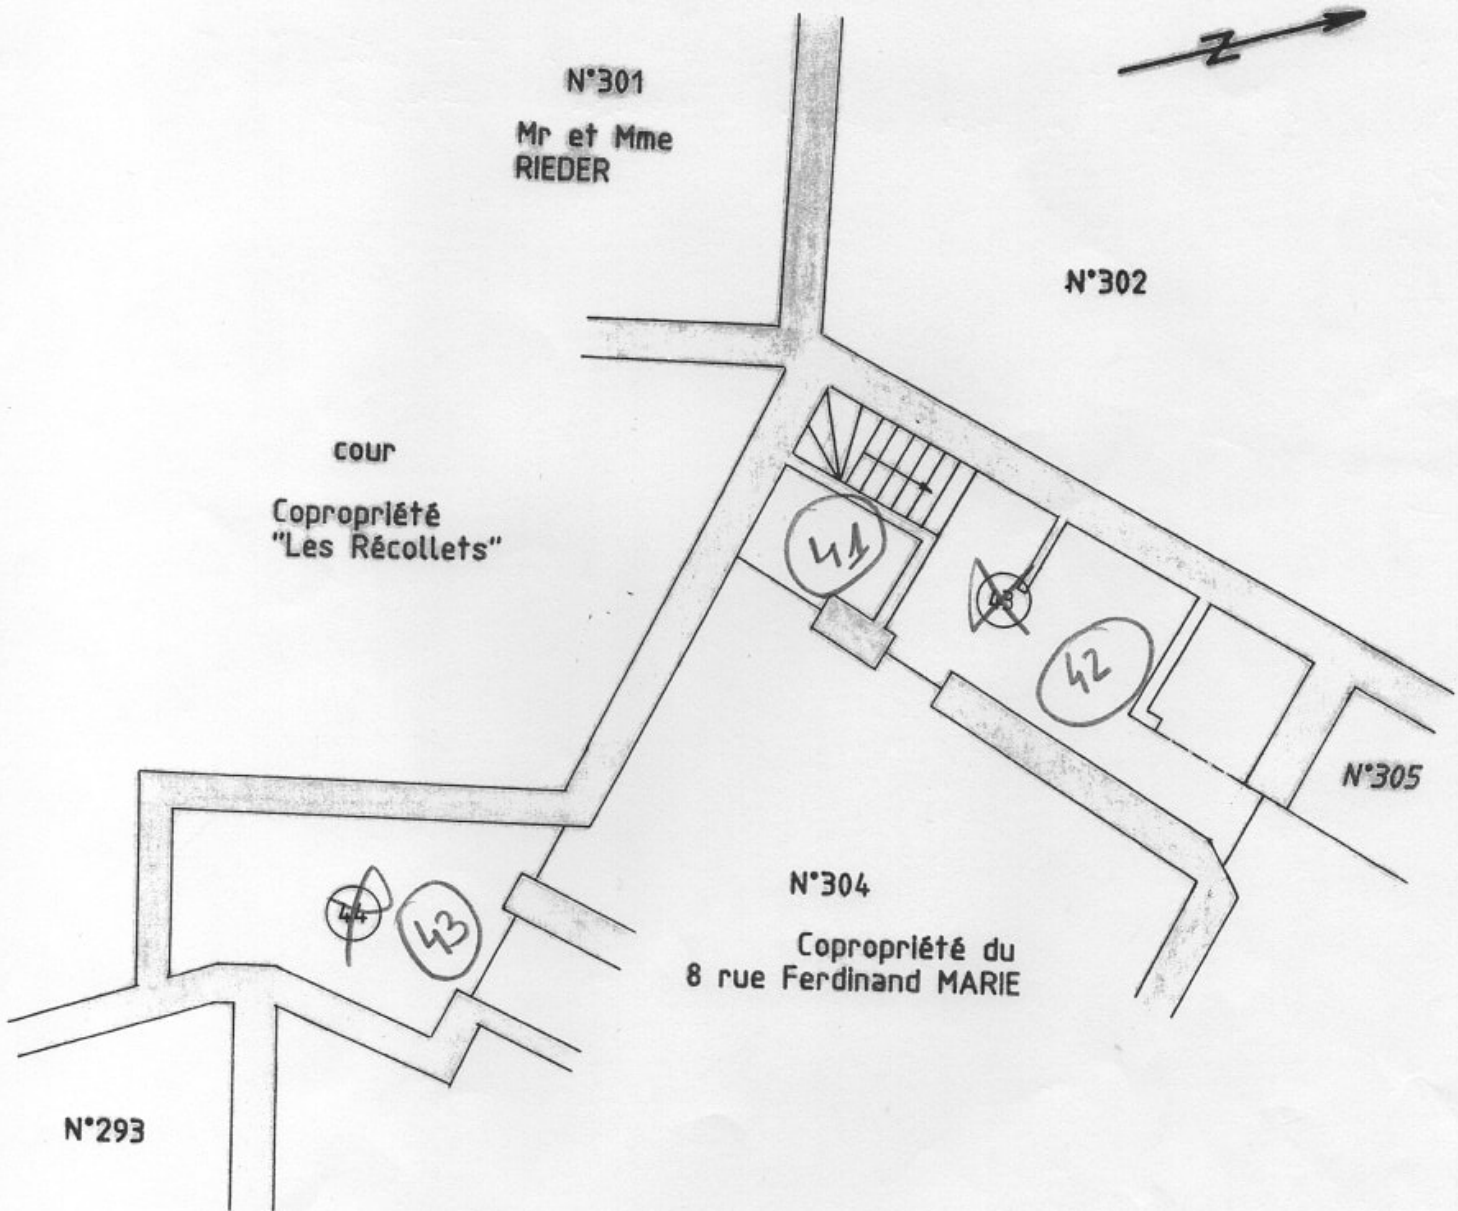 N°301
Mr et Mme
RIEDER
N
N°302
cour
Copropriété
"Les Récollets"
41
43
42
N°305
44
43
N°304
Copropriété du
8 rue Ferdinand MARIE
N°293